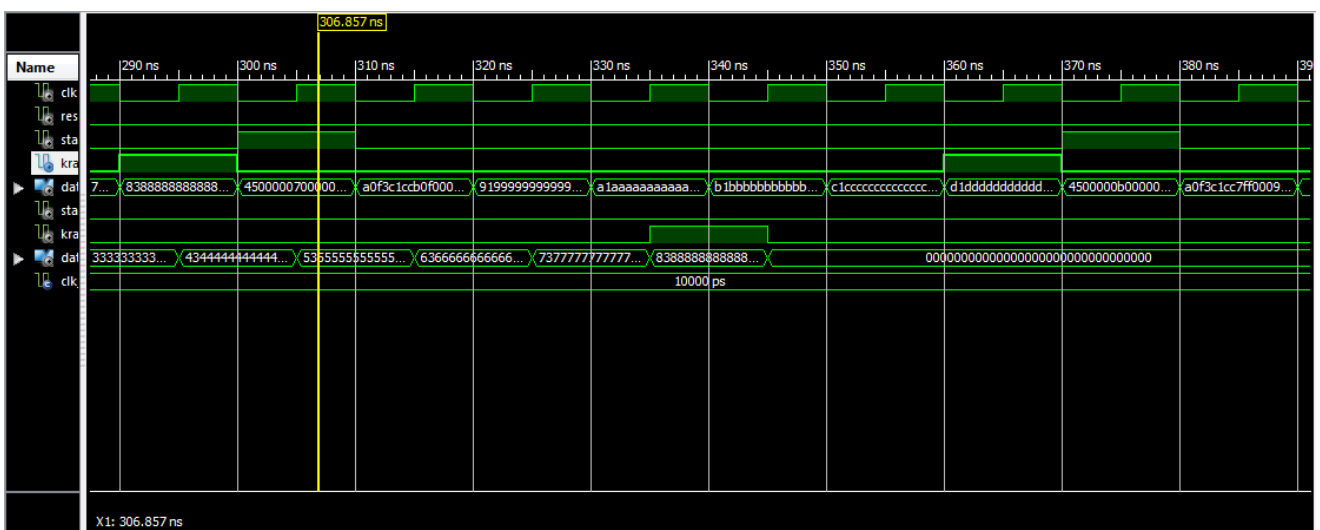 306.857 ns
Name 290 ns 300 ns 310 ns 320 ns 330 ns 340 ns 350 ns 360 ns 370 ns 380 ns 39
clk
res
sta
kra
dat 7... 8388888888888... 4500000700000... a0f3c1ccb0f000... 9199999999999... a1aaaaaaaaaaa... b1bbbbbbbbbbb... c1cccccccccccc... d1ddddddddddd... 4500000b00000... a0f3c1cc7ff0009...
sta
kra
dat 333333333... 4344444444444... 5355555555555... 6366666666666... 7377777777777... 8388888888888... 00000000000000000000000000000000
clk 10000 ps
X1: 306.857 ns